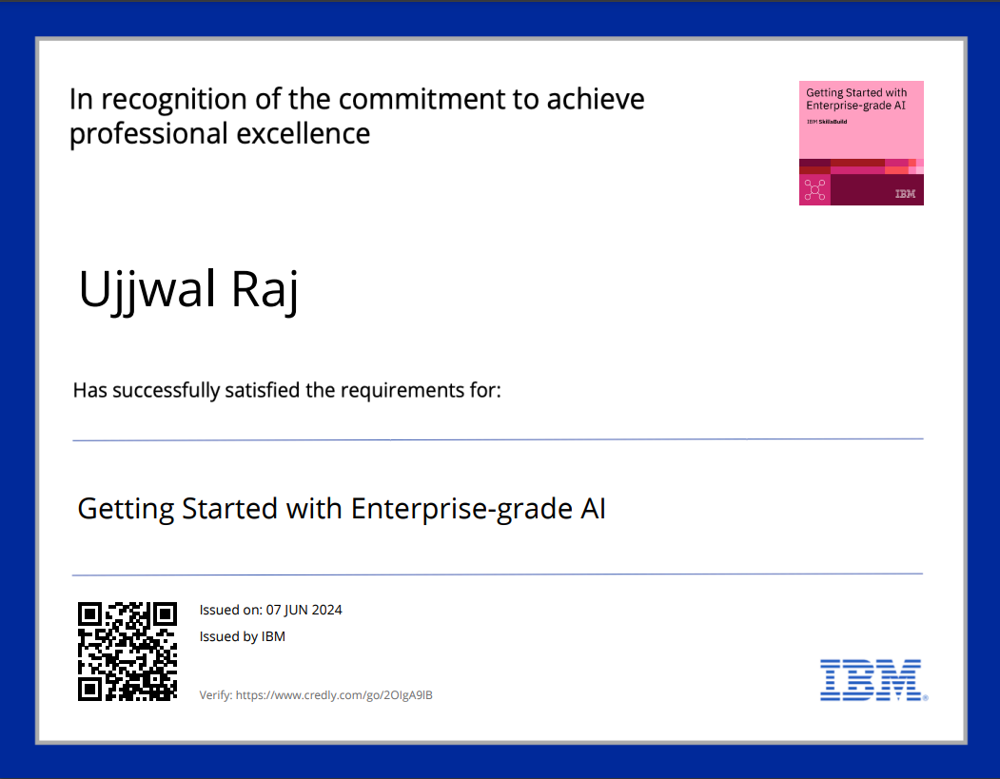 In recognition of the commitment to achieve
professional excellence
Getting Started with
Enterprise-grade AI
IBM SkillsBuild
IBM
Ujjwal Raj
Has successfully satisfied the requirements for:
Getting Started with Enterprise-grade AI
Issued on: 07 JUN 2024
Issued by IBM
Verify: https://www.credly.com/go/2OIgA9lB
IBM®